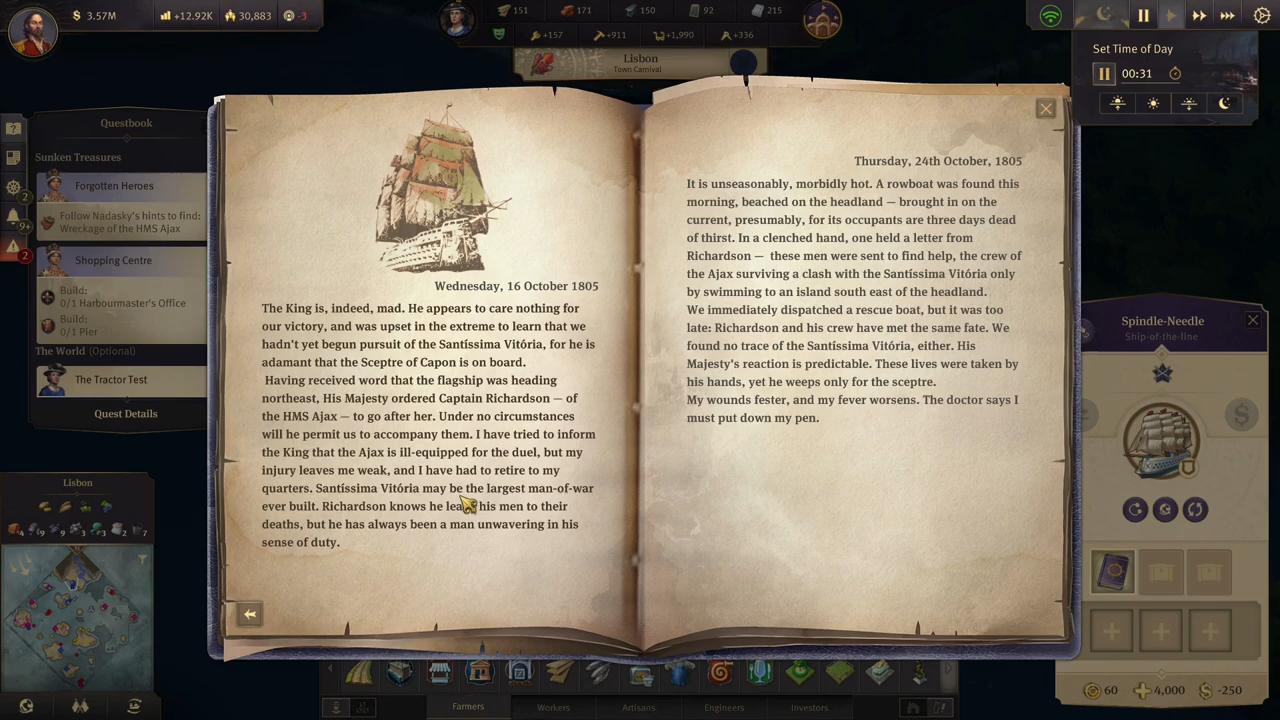 $ 3.57M
+12.92K
30,883
-3
151
171
150
92
215
+157
+911
+1,990
+336
Lisbon
Town Carnival
Set Time of Day
00:31
Questbook
Sunken Treasures
Forgotten Heroes
Follow Nadasky's hints to find:
Wreckage of the HMS Ajax
Shopping Centre
Build:
0/1 Harbourmaster's Office
Build:
0/1 Pier
The World (Optional)
The Tractor Test
Quest Details
2
9+
2
Wednesday, 16 October 1805
The King is, indeed, mad. He appears to care nothing for
our victory, and was upset in the extreme to learn that we
hadn't yet begun pursuit of the Santíssima Vitória, for he is
adamant that the Sceptre of Capon is on board.
Having received word that the flagship was heading
northeast, His Majesty ordered Captain Richardson — of
the HMS Ajax — to go after her. Under no circumstances
will he permit us to accompany them. I have tried to inform
the King that the Ajax is ill-equipped for the duel, but my
injury leaves me weak, and I have had to retire to my
quarters. Santíssima Vitória may be the largest man-of-war
ever built. Richardson knows he lea his men to their
deaths, but he has always been a man unwavering in his
sense of duty.
Thursday, 24th October, 1805
It is unseasonably, morbidly hot. A rowboat was found this
morning, beached on the headland — brought in on the
current, presumably, for its occupants are three days dead
of thirst. In a clenched hand, one held a letter from
Richardson — these men were sent to find help, the crew of
the Ajax surviving a clash with the Santíssima Vitória only
by swimming to an island south east of the headland.
We immediately dispatched a rescue boat, but it was too
late: Richardson and his crew have met the same fate. We
found no trace of the Santíssima Vitória, either. His
Majesty's reaction is predictable. These lives were taken by
his hands, yet he weeps only for the sceptre.
My wounds fester, and my fever worsens. The doctor says I
must put down my pen.
Spindle-Needle
Ship-of-the-line
60
4,000
$ -250
Lisbon
Farmers
Workers
Artisans
Engineers
Investors